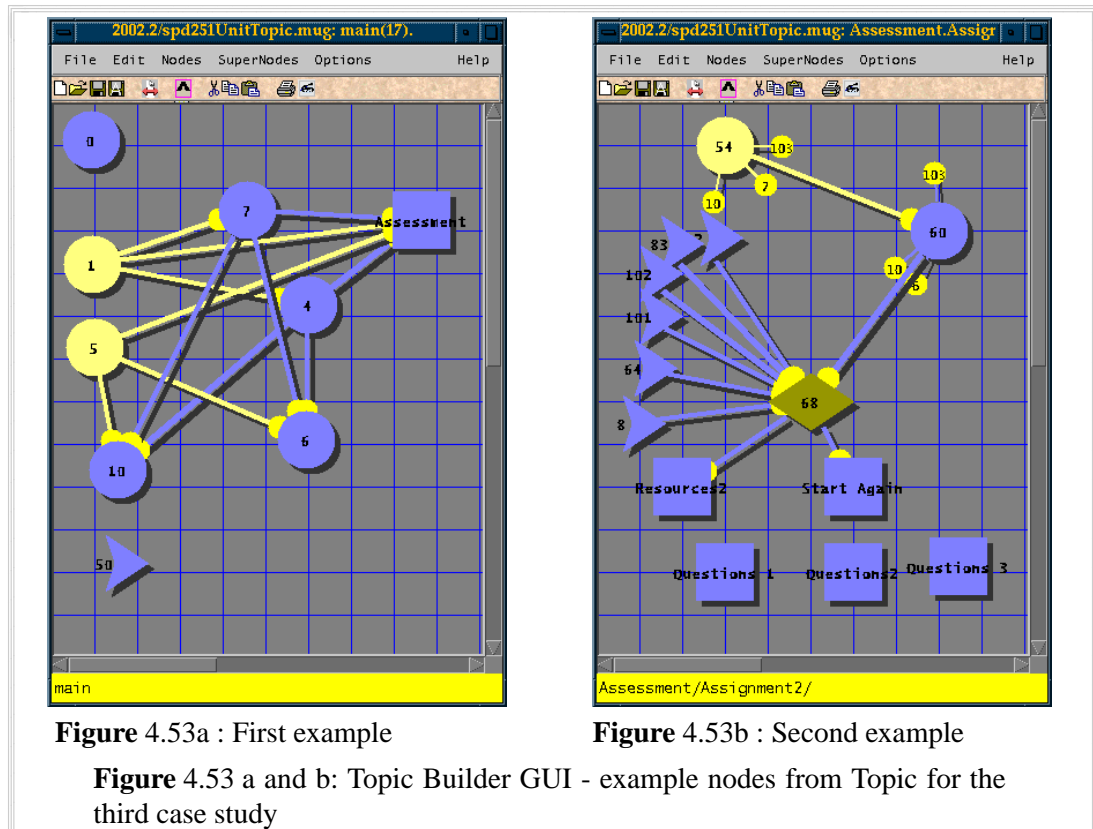 2002.2/spd251UnitTopic.mug: main(17).
File Edit Nodes SuperNodes Options Help
0
7
Assessment
1
4
5
6
10
50
main
2002.2/spd251UnitTopic.mug: Assessment.Assigr
File Edit Nodes SuperNodes Options Help
54
103
7
10
103
60
10
6
83
102
101
64
8
68
Resources2
Start Again
Questions 1
Questions2
Questions 3
Assessment/Assignment2/
Figure 4.53a : First example
Figure 4.53b : Second example
Figure 4.53 a and b: Topic Builder GUI - example nodes from Topic for the
third case study